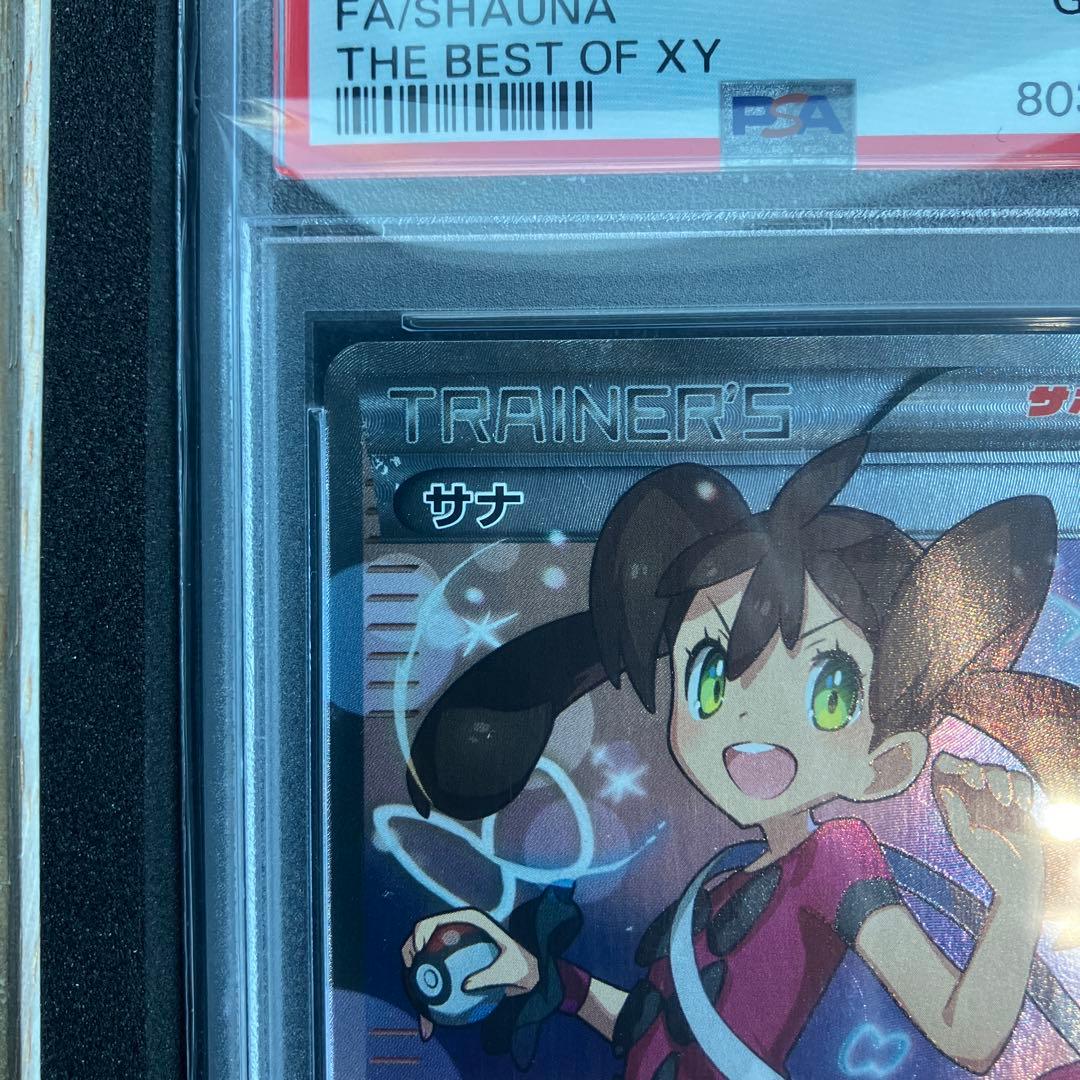 FA/SHAUNA
THE BEST OF XY
PSA
TRAINER'S
サナ